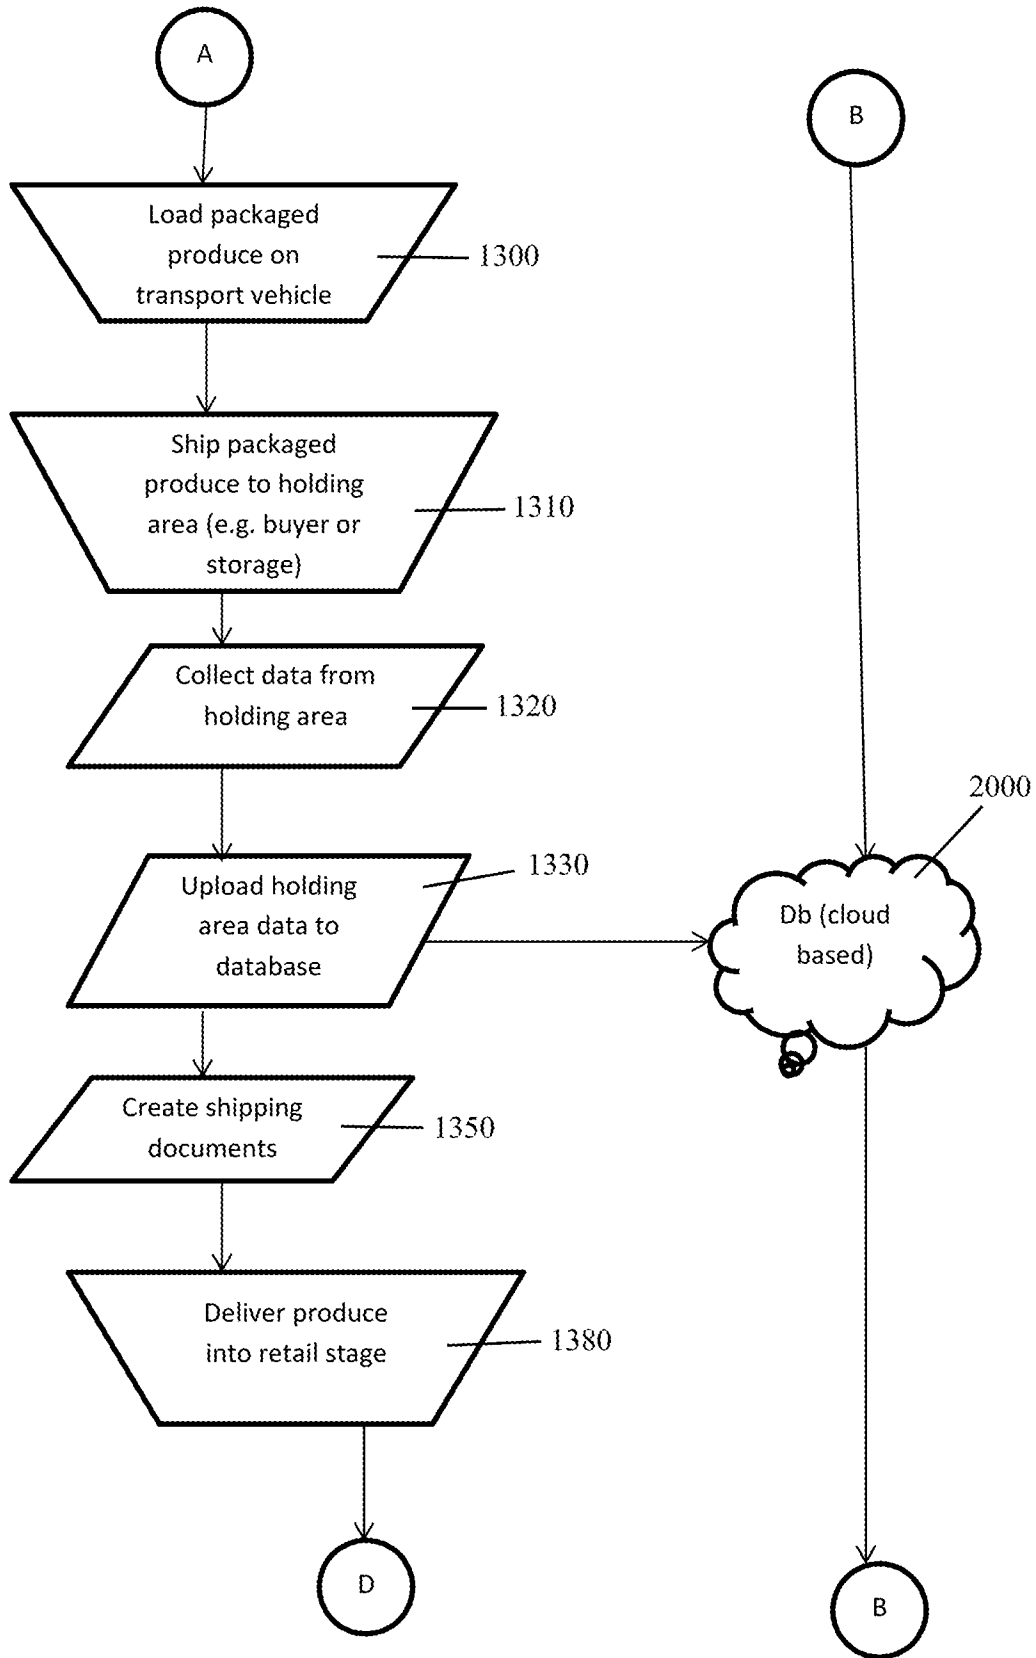 A
B
Load packaged
produce on
transport vehicle
1300
Ship packaged
produce to holding
area (e.g. buyer or
storage)
1310
Collect data from
holding area
1320
2000
Upload holding
area data to
database
1330
Db (cloud
based)
Create shipping
documents
1350
Deliver produce
into retail stage
1380
D
B